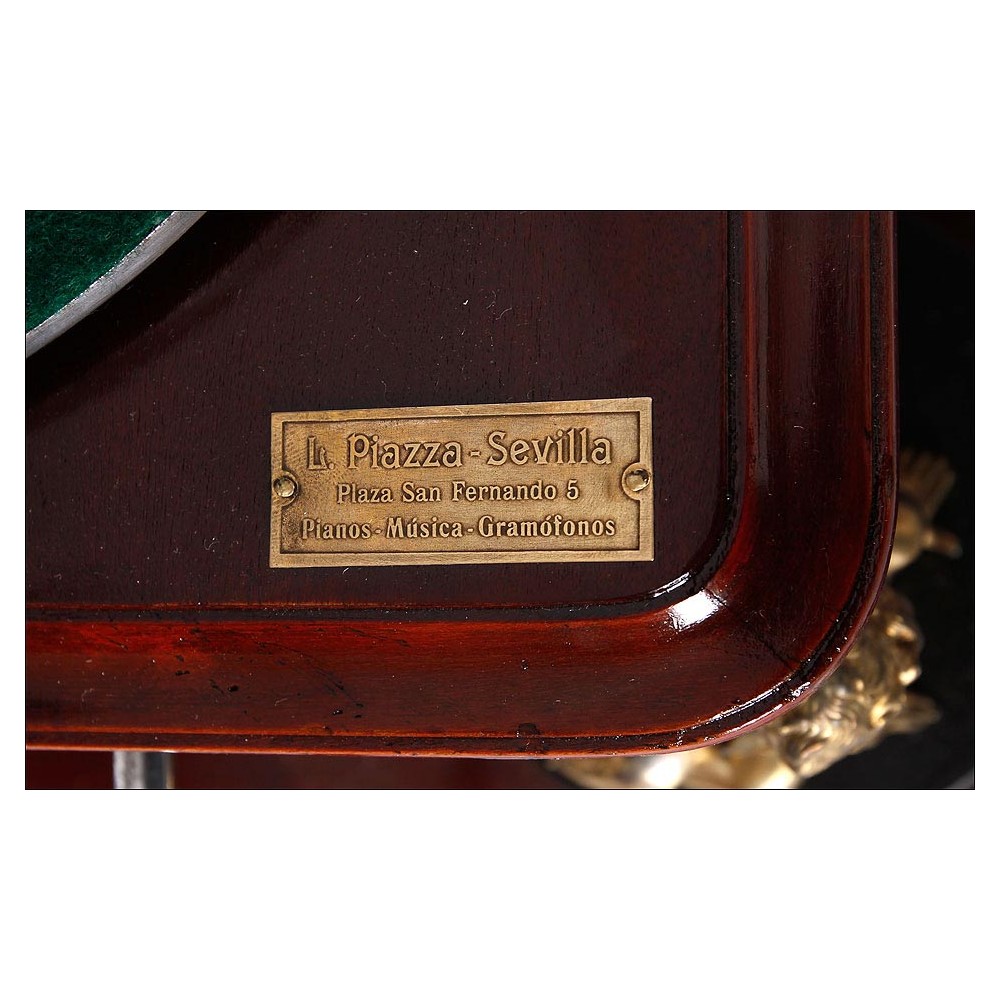 L. Piazza - Sevilla
Plaza San Fernando 5
Pianos - Música - Gramófonos